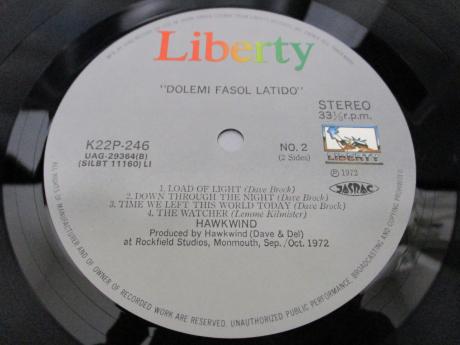 Liberty
"DOLEMI FASOL LATIDO"
STEREO
33⅓ r.p.m.
K22P-246
UAG-29364(B)
(SILBT 11160) LI
NO. 2
(2 Sides)
LIBERTY
Ⓟ 1972
JASRAC
1. LOAD OF LIGHT (Dave Brock)
2. DOWN THROUGH THE NIGHT (Dave Brock)
3. TIME WE LEFT THIS WORLD TODAY (Dave Brock)
4. THE WATCHER (Lemme Kilmister)
HAWKWIND
Produced by Hawkwind (Dave & Del)
at Rockfield Studios, Monmouth, Sep./Oct. 1972
ALL RIGHTS OF MANUFACTURER AND OF OWNER OF RECORDED WORK ARE RESERVED. UNAUTHORIZED PUBLIC PERFORMANCE, BROADCASTING AND COPYING PROHIBITED.